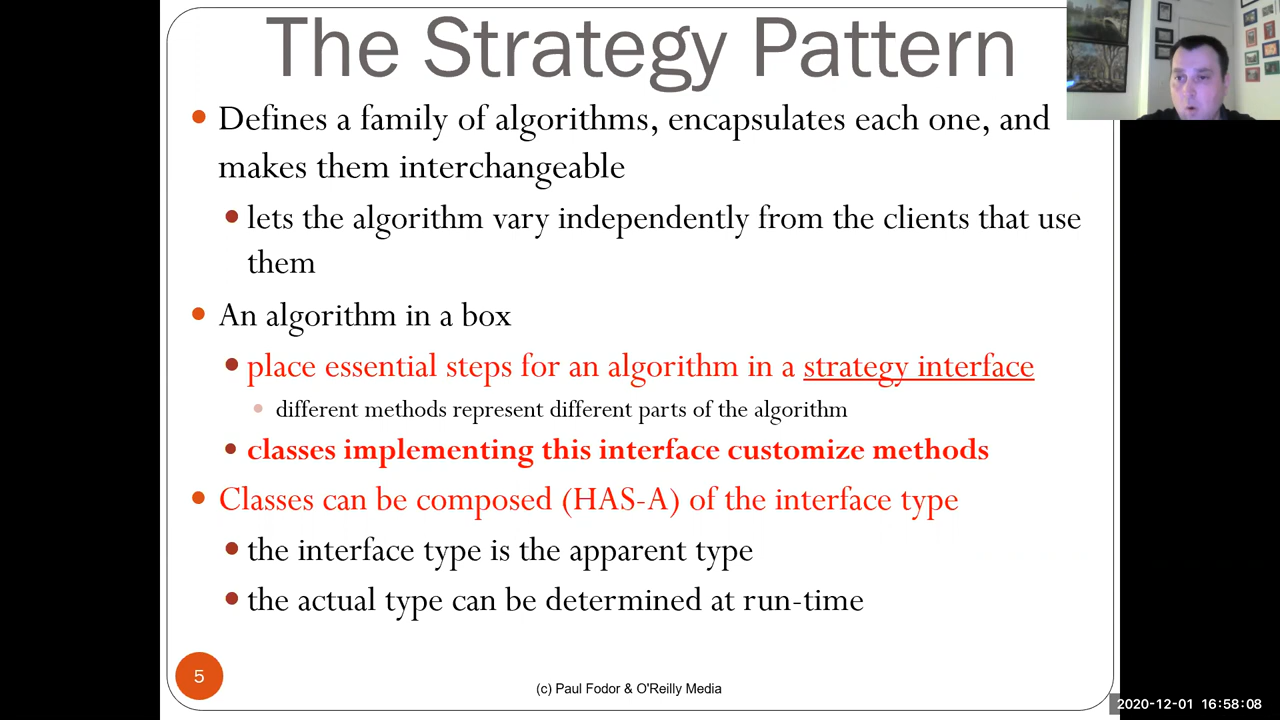 The Strategy Pattern
Defines a family of algorithms, encapsulates each one, and
makes them interchangeable
lets the algorithm vary independently from the clients that use
them
An algorithm in a box
place essential steps for an algorithm in a strategy interface
different methods represent different parts of the algorithm
classes implementing this interface customize methods
Classes can be composed (HAS-A) of the interface type
the interface type is the apparent type
the actual type can be determined at run-time
5
(c) Paul Fodor & O'Reilly Media
2020-12-01 16:58:08